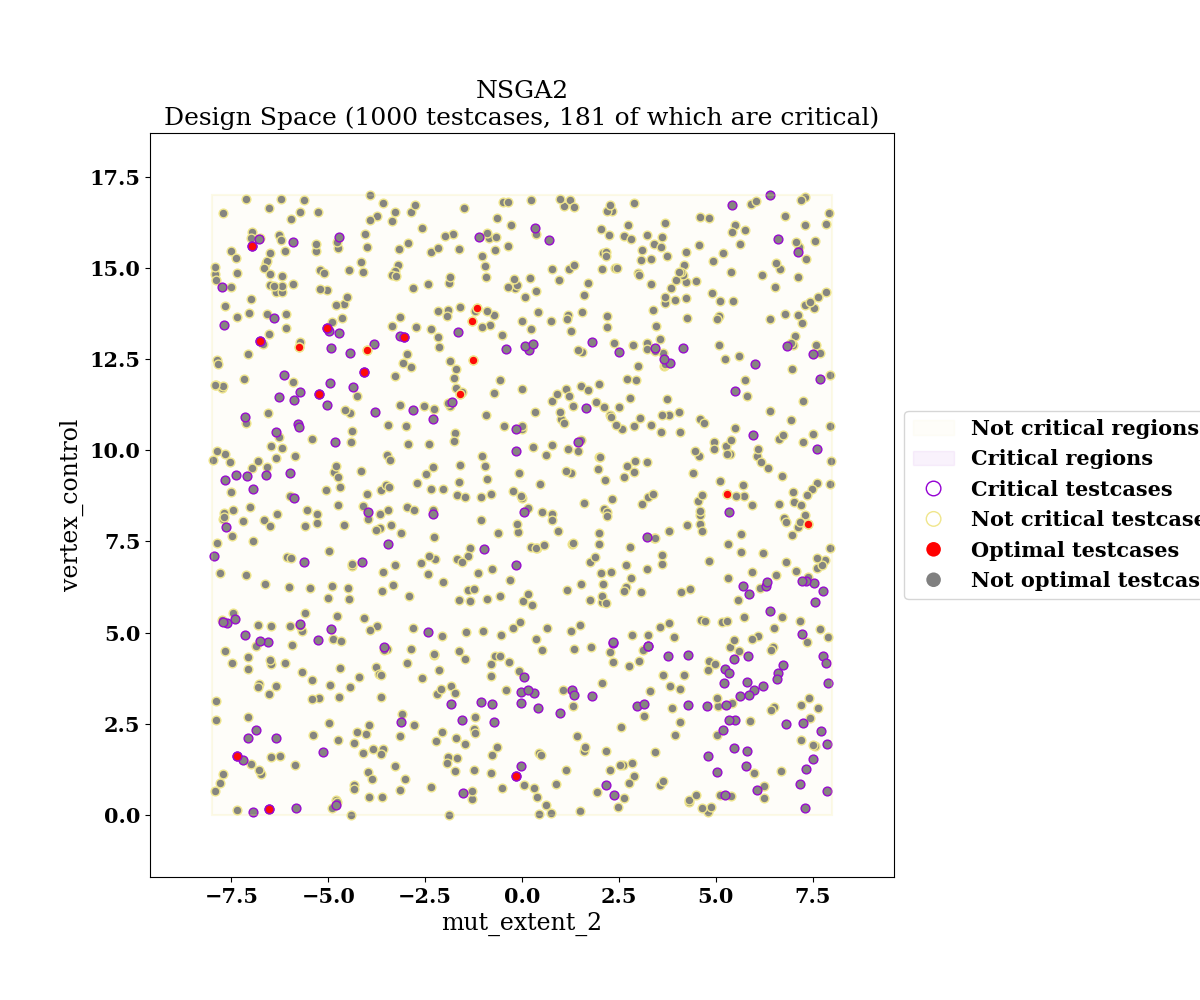 NSGA2
Design Space (1000 testcases, 181 of which are critical)
17.5
15.0
12.5
10.0
7.5
5.0
2.5
0.0
vertex_control
−7.5 −5.0 −2.5 0.0 2.5 5.0 7.5
mut_extent_2
Not critical regions
Critical regions
Critical testcases
Not critical testcase
Optimal testcases
Not optimal testcas